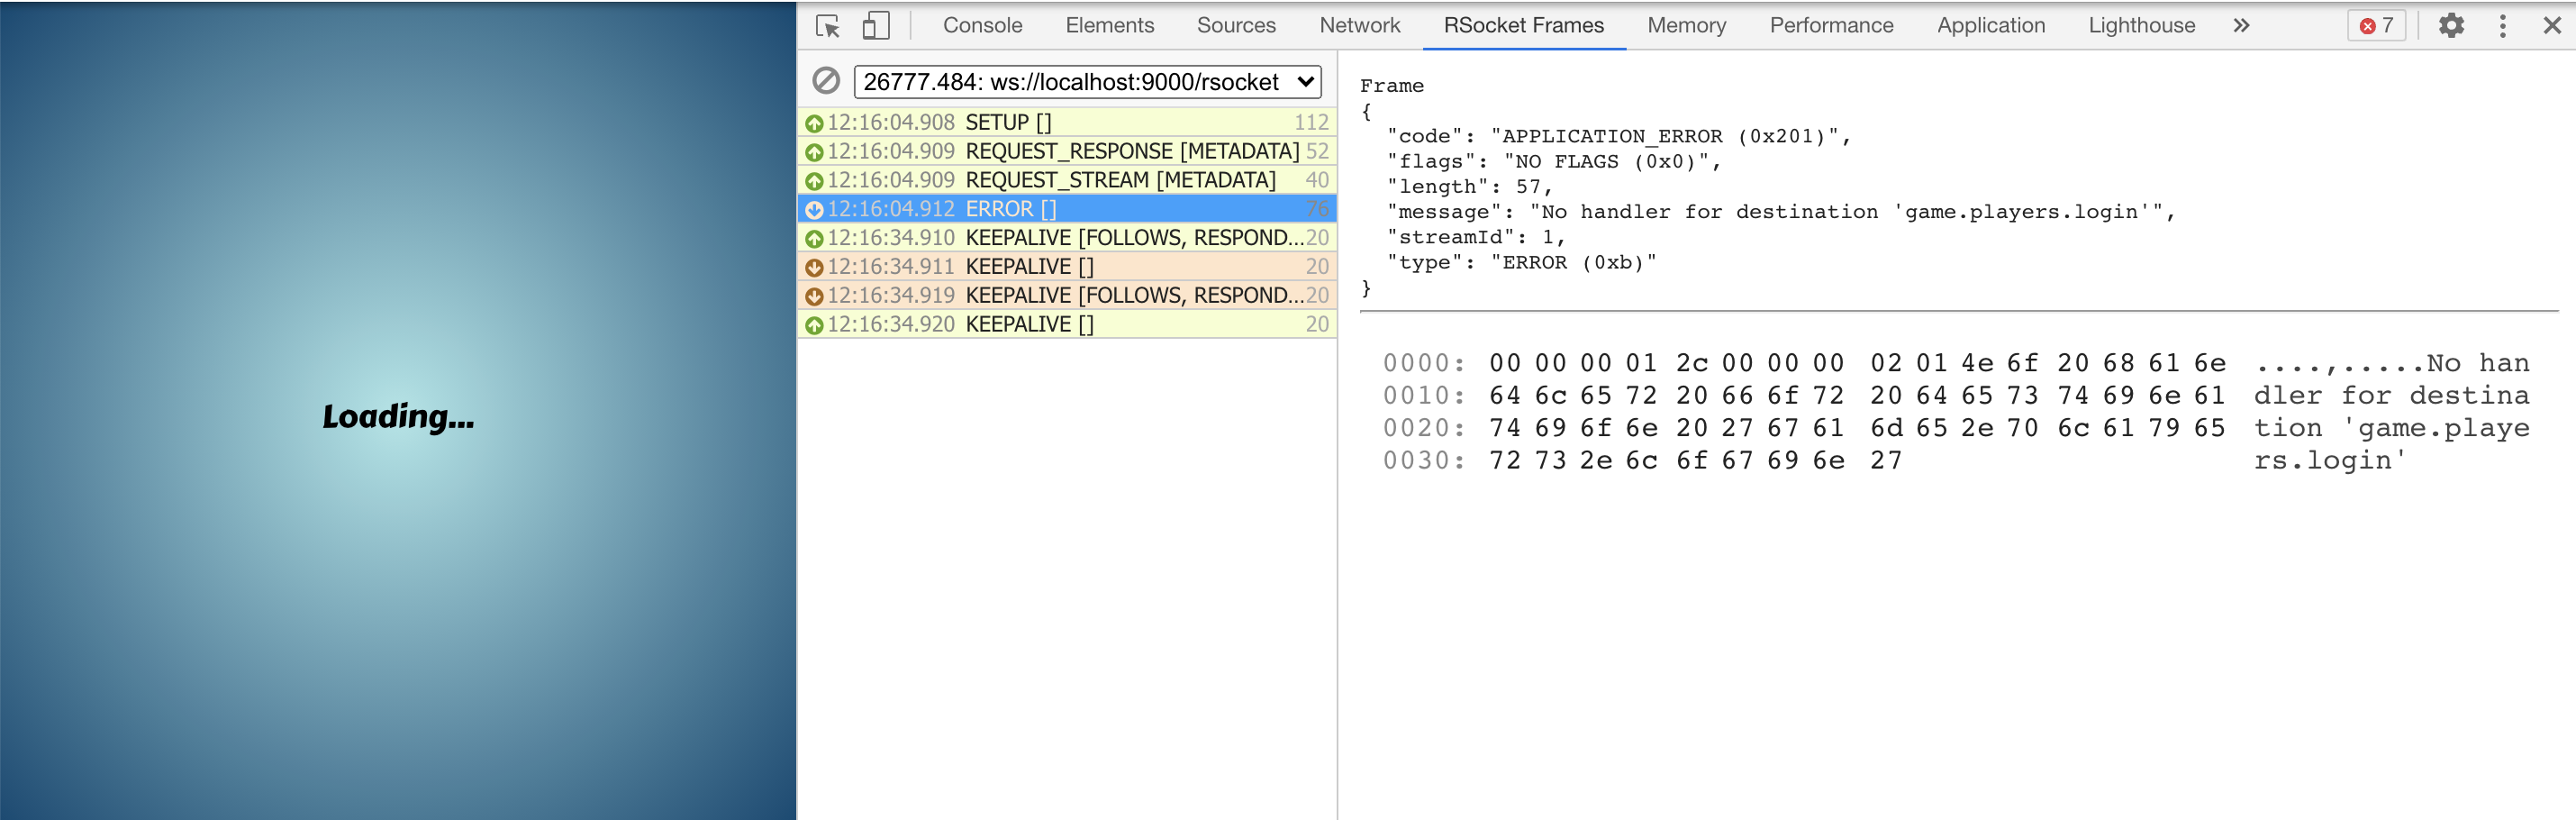 Loading...
Console Elements Sources Network RSocket Frames Memory Performance Application Lighthouse » 7
26777.484: ws://localhost:9000/rsocket
12:16:04.908 SETUP [] 112
12:16:04.909 REQUEST_RESPONSE [METADATA] 52
12:16:04.909 REQUEST_STREAM [METADATA] 40
12:16:04.912 ERROR [] 76
12:16:34.910 KEEPALIVE [FOLLOWS, RESPOND...20
12:16:34.911 KEEPALIVE [] 20
12:16:34.919 KEEPALIVE [FOLLOWS, RESPOND...20
12:16:34.920 KEEPALIVE [] 20
Frame
{
"code": "APPLICATION_ERROR (0x201)",
"flags": "NO FLAGS (0x0)",
"length": 57,
"message": "No handler for destination 'game.players.login'",
"streamId": 1,
"type": "ERROR (0xb)"
}
0000: 00 00 00 01 2c 00 00 00 02 01 4e 6f 20 68 61 6e ....,.....No han
0010: 64 6c 65 72 20 66 6f 72 20 64 65 73 74 69 6e 61 dler for destina
0020: 74 69 6f 6e 20 27 67 61 6d 65 2e 70 6c 61 79 65 tion 'game.playe
0030: 72 73 2e 6c 6f 67 69 6e 27 rs.login'